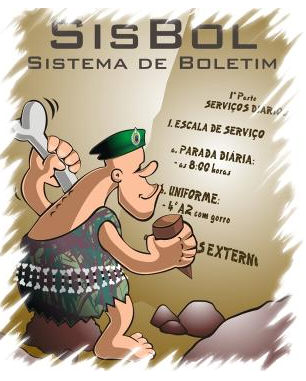 SISBOL
SISTEMA DE BOLETIM
1ª Parte
SERVIÇOS DIÁRIOS
1. ESCALA DE SERVIÇO
a. PARADA DIÁRIA:
- às 8:00 horas
b. UNIFORME:
- 4º A2 com gorro
S EXTERN